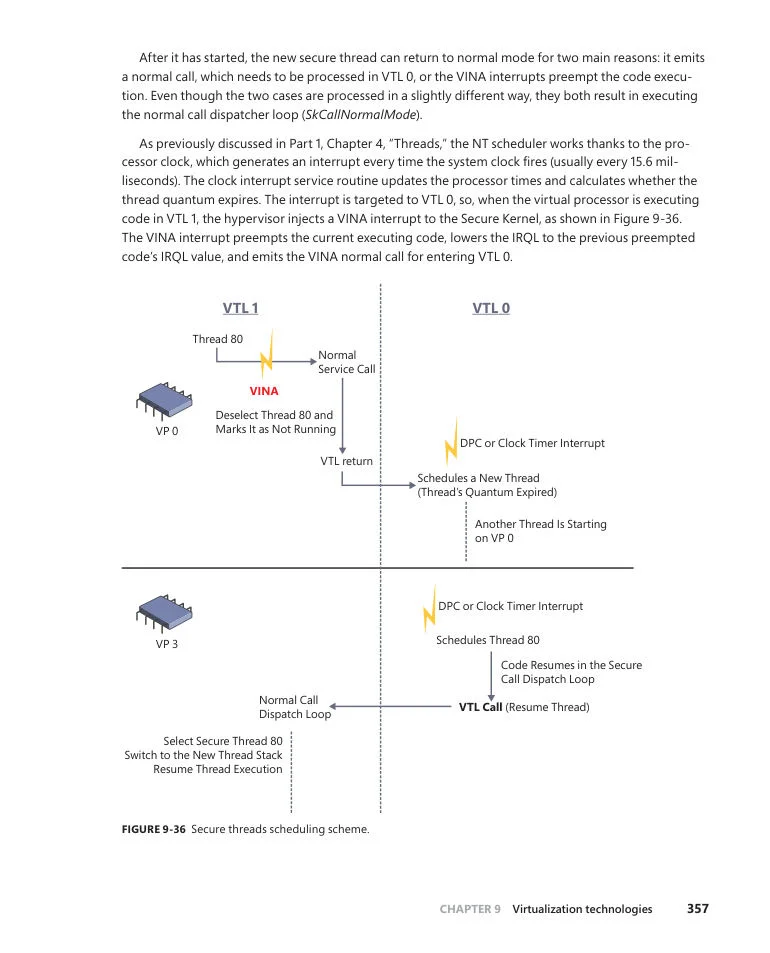 After it has started, the new secure thread can return to normal mode for two main reasons: it emits
a normal call, which needs to be processed in VTL 0, or the VINA interrupts preempt the code execu-
tion. Even though the two cases are processed in a slightly different way, they both result in executing
the normal call dispatcher loop (SkCallNormalMode).
As previously discussed in Part 1, Chapter 4, “Threads,” the NT scheduler works thanks to the pro-
cessor clock, which generates an interrupt every time the system clock fires (usually every 15.6 mil-
liseconds). The clock interrupt service routine updates the processor times and calculates whether the
thread quantum expires. The interrupt is targeted to VTL 0, so, when the virtual processor is executing
code in VTL 1, the hypervisor injects a VINA interrupt to the Secure Kernel, as shown in Figure 9-36.
The VINA interrupt preempts the current executing code, lowers the IRQL to the previous preempted
code’s IRQL value, and emits the VINA normal call for entering VTL 0.
VTL 1
VTL 0
Thread 80
Normal
Service Call
VINA
Deselect Thread 80 and
Marks It as Not Running
VP 0
DPC or Clock Timer Interrupt
VTL return
Schedules a New Thread
(Thread’s Quantum Expired)
Another Thread Is Starting
on VP 0
DPC or Clock Timer Interrupt
VP 3
Schedules Thread 80
Code Resumes in the Secure
Call Dispatch Loop
Normal Call
Dispatch Loop
VTL Call (Resume Thread)
Select Secure Thread 80
Switch to the New Thread Stack
Resume Thread Execution
FIGURE 9-36 Secure threads scheduling scheme.
CHAPTER 9 Virtualization technologies 357